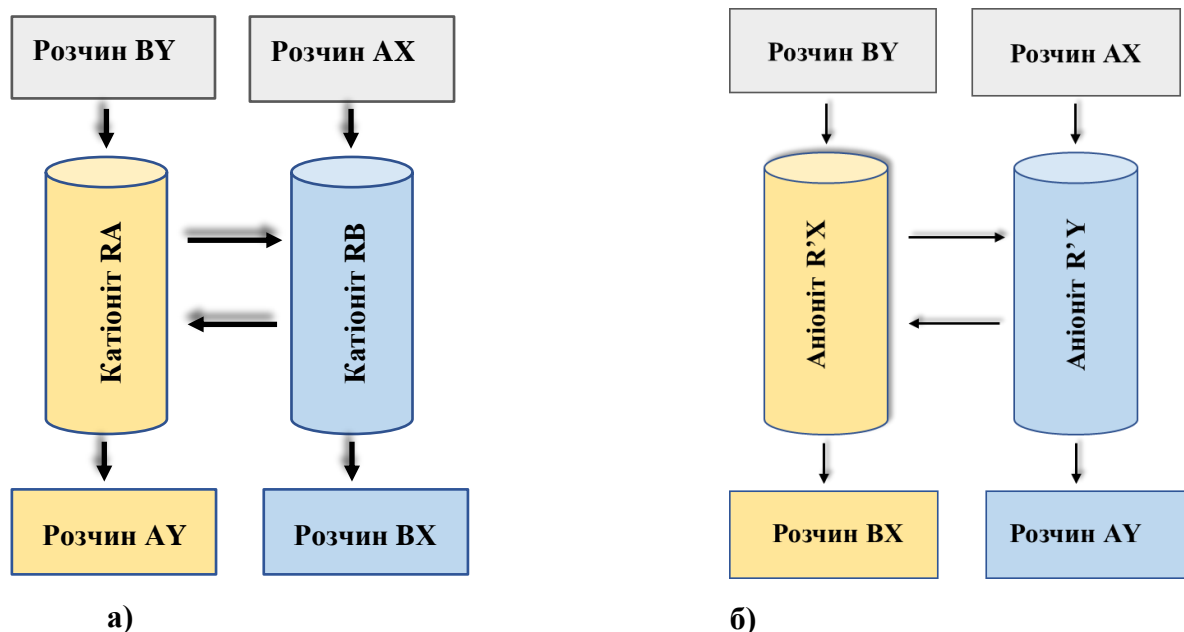 Розчин BY
Розчин AX
Катіоніт RA
Катіоніт RB
Розчин AY
Розчин BX
а)
Розчин BY
Розчин AX
Аніоніт R’X
Аніоніт R’ Y
Розчин BX
Розчин AY
б)